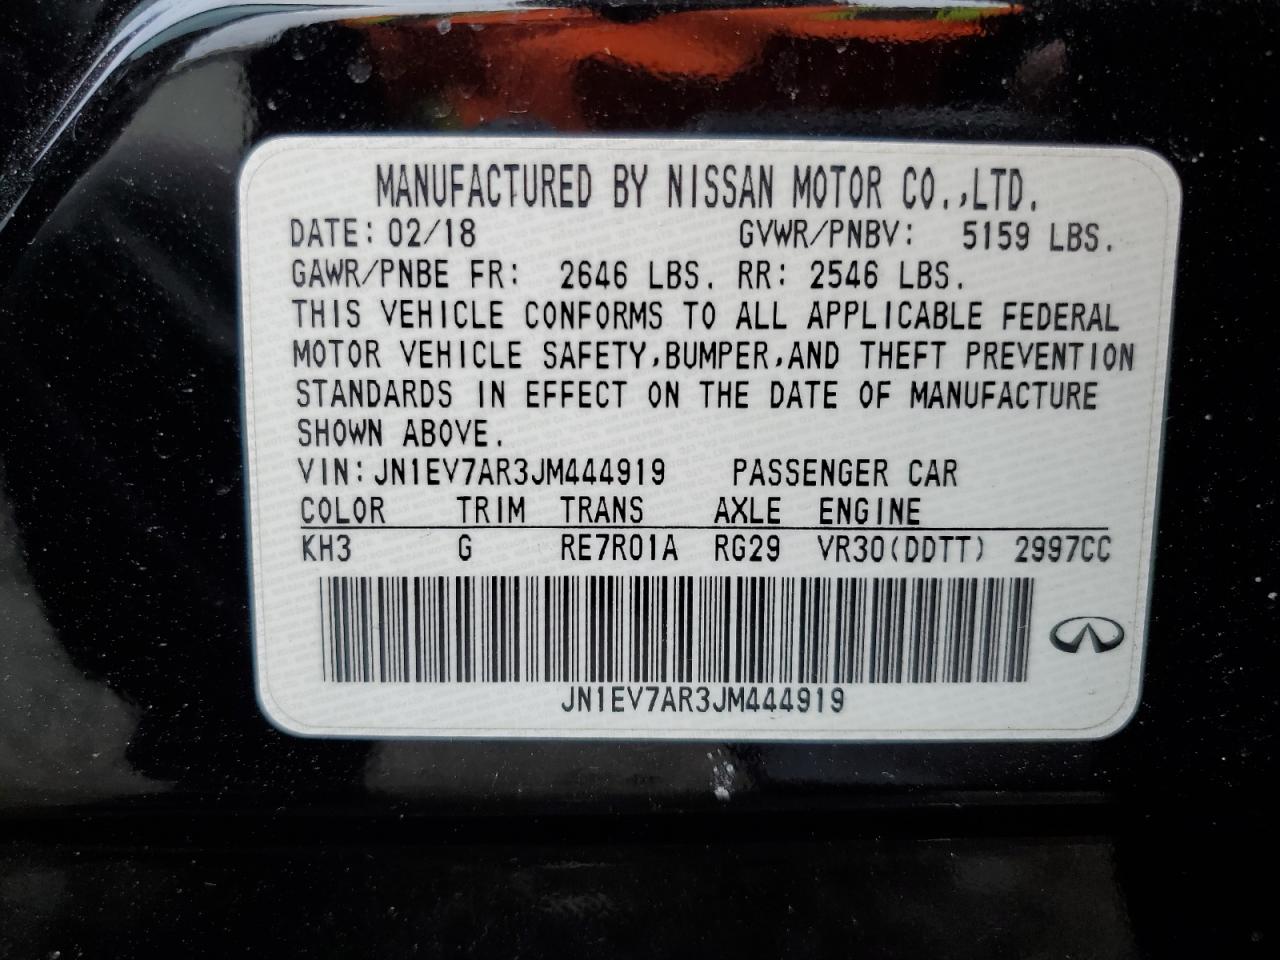 MANUFACTURED BY NISSAN MOTOR CO.,LTD.
DATE: 02/18 GVWR/PNBV: 5159 LBS.
GAWR/PNBE FR: 2646 LBS. RR: 2546 LBS.
THIS VEHICLE CONFORMS TO ALL APPLICABLE FEDERAL
MOTOR VEHICLE SAFETY,BUMPER,AND THEFT PREVENTION
STANDARDS IN EFFECT ON THE DATE OF MANUFACTURE
SHOWN ABOVE.
VIN:JN1EV7AR3JM444919 PASSENGER CAR
COLOR TRIM TRANS AXLE ENGINE
KH3 G RE7R01A RG29 VR30(DDTT) 2997CC
JN1EV7AR3JM444919